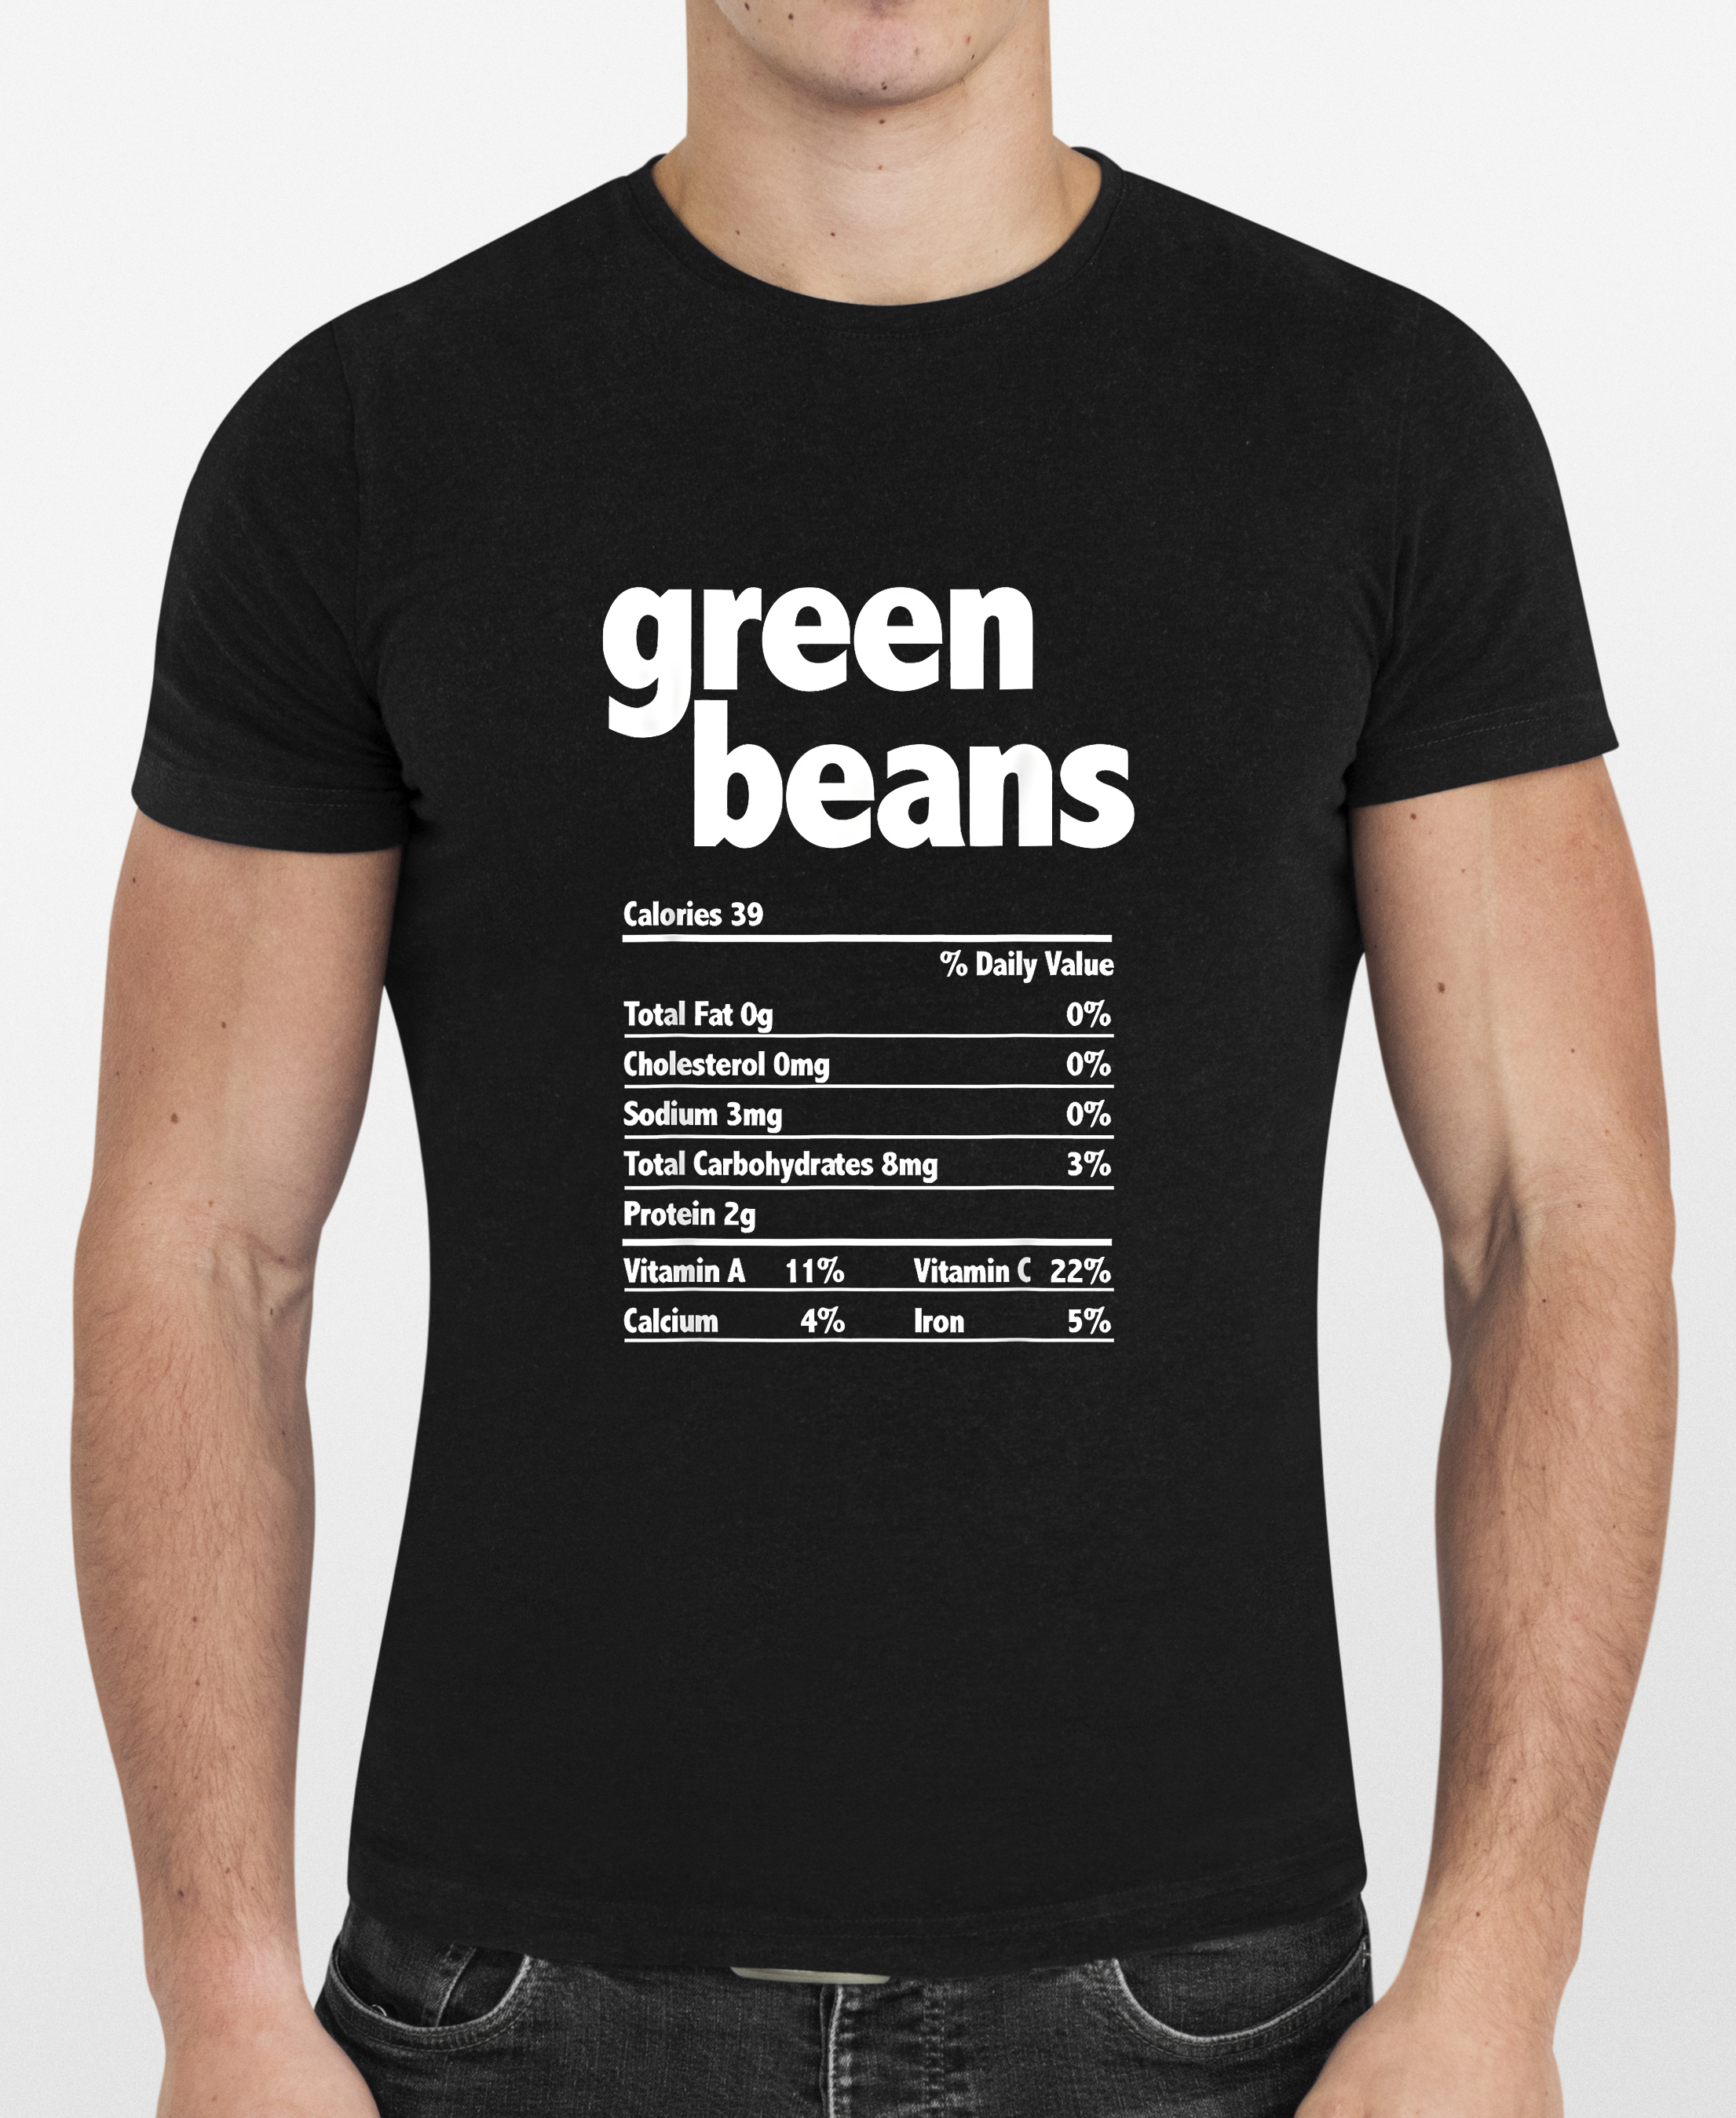 green
beans
Calories 39
% Daily Value
Total Fat 0g 0%
Cholesterol 0mg 0%
Sodium 3mg 0%
Total Carbohydrates 8mg 3%
Protein 2g
Vitamin A 11% Vitamin C 22%
Calcium 4% Iron 5%